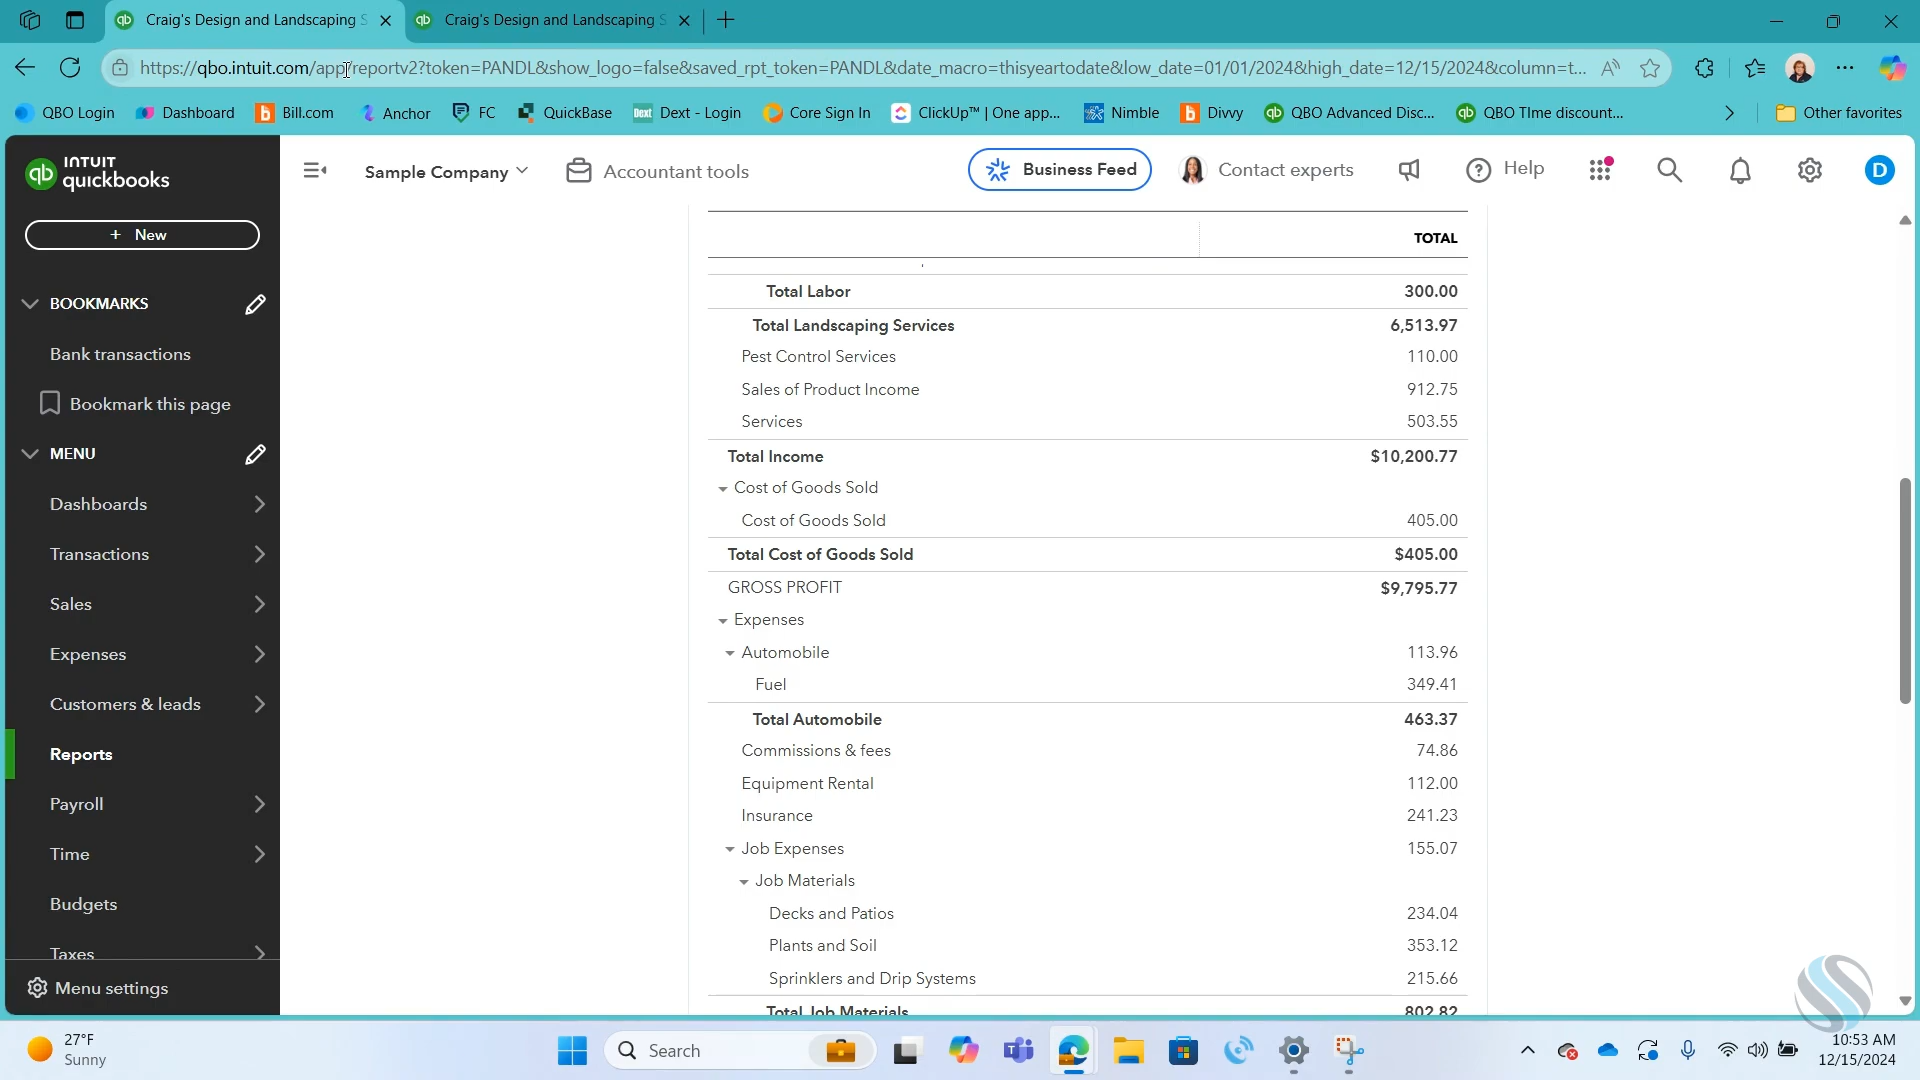 Craig's Design and Landscaping S
Craig's Design and Landscaping S
https://qbo.intuit.com/app/reportv2?token=PANDL&show_logo=false&saved_rpt_token=PANDL&date_macro=thisyeartodate&low_date=01/01/2024&high_date=12/15/2024&column=t...
QBO Login
Dashboard
Bill.com
Anchor
FC
QuickBase
Dext - Login
Core Sign In
ClickUp™ | One app...
Nimble
Divvy
QBO Advanced Disc...
QBO TIme discount...
Other favorites
INTUIT
quickbooks
Sample Company
Accountant tools
Business Feed
Contact experts
Help
D
+ New
BOOKMARKS
Bank transactions
Bookmark this page
MENU
Dashboards
Transactions
Sales
Expenses
Customers & leads
Reports
Payroll
Time
Budgets
Taxes
Menu settings
TOTAL
Total Labor 300.00
Total Landscaping Services 6,513.97
Pest Control Services 110.00
Sales of Product Income 912.75
Services 503.55
Total Income $10,200.77
Cost of Goods Sold
Cost of Goods Sold 405.00
Total Cost of Goods Sold $405.00
GROSS PROFIT $9,795.77
Expenses
Automobile 113.96
Fuel 349.41
Total Automobile 463.37
Commissions & fees 74.86
Equipment Rental 112.00
Insurance 241.23
Job Expenses 155.07
Job Materials
Decks and Patios 234.04
Plants and Soil 353.12
Sprinklers and Drip Systems 215.66
Total Job Materials 802.82
27°F
Sunny
Search
10:53 AM
12/15/2024